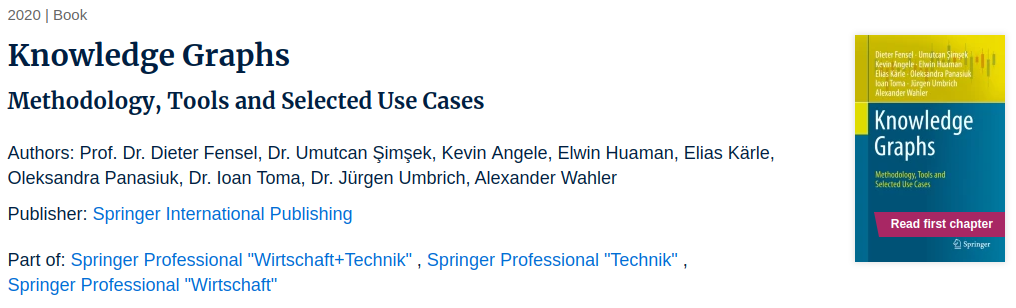 2020 | Book
Knowledge Graphs
Methodology, Tools and Selected Use Cases
Authors: Prof. Dr. Dieter Fensel, Dr. Umutcan Şimşek, Kevin Angele, Elwin Huaman, Elias Kärle,
Oleksandra Panasiuk, Dr. Ioan Toma, Dr. Jürgen Umbrich, Alexander Wahler
Publisher: Springer International Publishing
Part of: Springer Professional "Wirtschaft+Technik" , Springer Professional "Technik" ,
Springer Professional "Wirtschaft"
Dieter Fensel · Umutcan Şimşek
Kevin Angele · Elwin Huaman
Elias Kärle · Oleksandra Panasiuk
Ioan Toma · Jürgen Umbrich
Alexander Wahler
Knowledge
Graphs
Methodology, Tools and
Selected Use Cases
Read first chapter
Springer